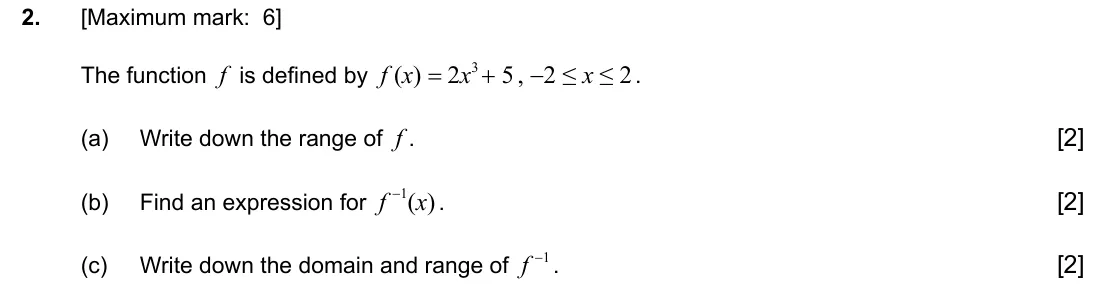 2. [Maximum mark: 6]
The function f is defined by f(x) = 2x³ + 5, −2 ≤ x ≤ 2.
(a) Write down the range of f. [2]
(b) Find an expression for f⁻¹(x). [2]
(c) Write down the domain and range of f⁻¹. [2]